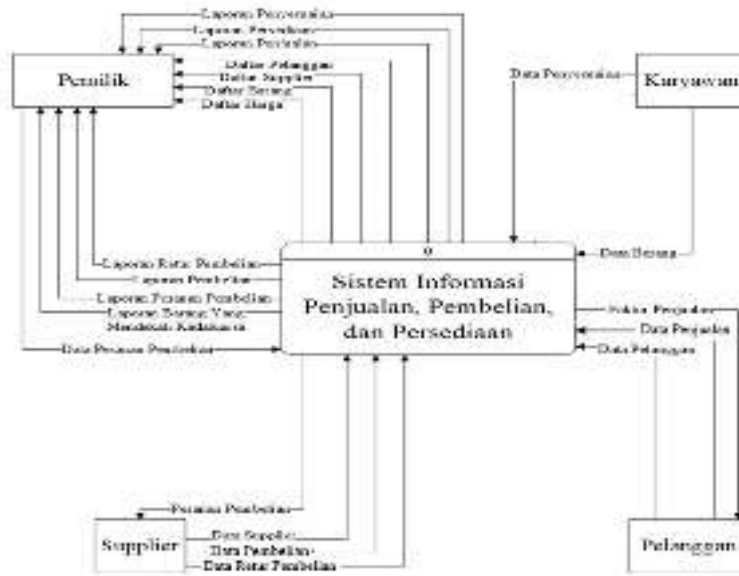 Laporan Penyesuaian
Laporan Persediaan
Laporan Penjualan
Daftar Pelanggan
Daftar Supplier
Daftar Barang
Daftar Harga
Pemilik
Data Penyesuaian
Karyawan
Data Barang
0
Sistem Informasi
Penjualan, Pembelian,
dan Persediaan
Laporan Retur Pembelian
Laporan Pembelian
Laporan Pesanan Pembelian
Laporan Barang Yang
Mendekati Kadaluarsa
Data Pesanan Pembelian
Faktur Penjualan
Data Penjualan
Data Pelanggan
Pesanan Pembelian
Supplier
Data Supplier
Data Pembelian
Data Retur Pembelian
Pelanggan